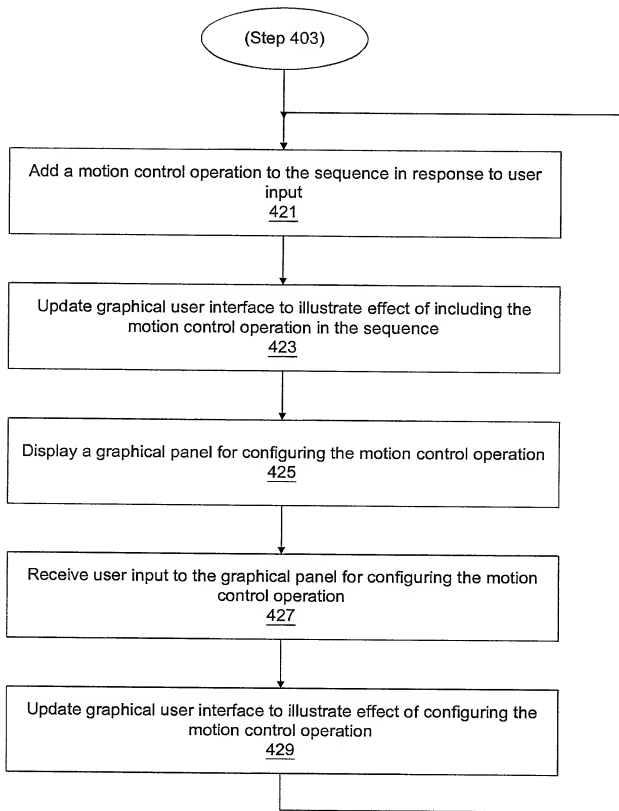 (Step 403)
Add a motion control operation to the sequence in response to user
input
421
Update graphical user interface to illustrate effect of including the
motion control operation in the sequence
423
Display a graphical panel for configuring the motion control operation
425
Receive user input to the graphical panel for configuring the motion
control operation
427
Update graphical user interface to illustrate effect of configuring the
motion control operation
429